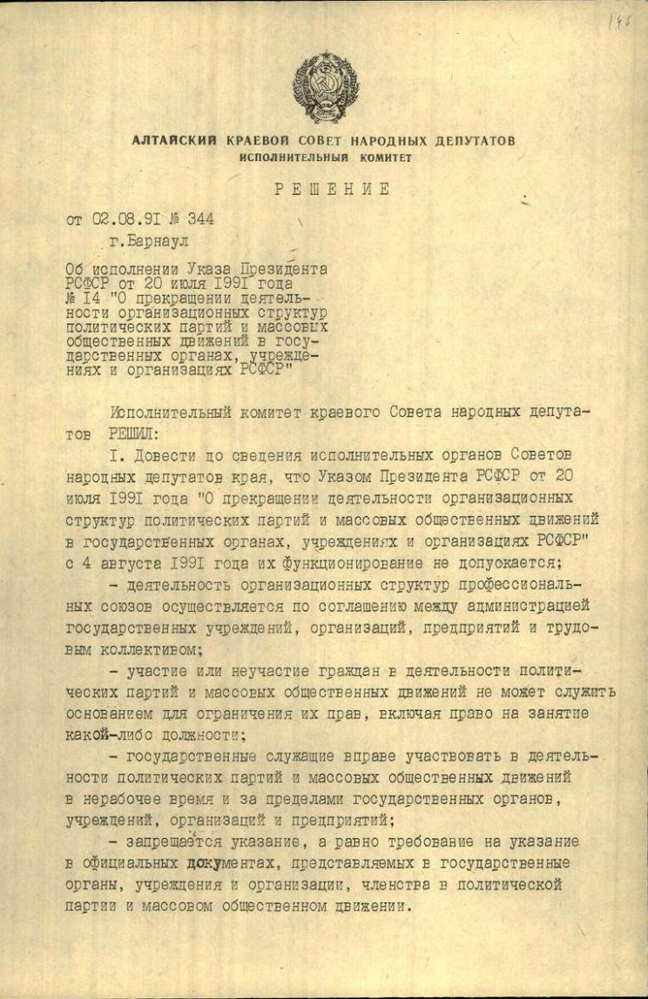 146
АЛТАЙСКИЙ КРАЕВОЙ СОВЕТ НАРОДНЫХ ДЕПУТАТОВ
ИСПОЛНИТЕЛЬНЫЙ КОМИТЕТ
РЕШЕНИЕ
от 02.08.91 № 344
г.Барнаул
Об исполнении Указа Президента
РСФСР от 20 июля 1991 года
№ 14 "О прекращении деятель-
ности организационных структур
политических партий и массовых
общественных движений в госу-
дарственных органах, учрежде-
ниях и организациях РСФСР"
Исполнительный комитет краевого Совета народных депута-
тов РЕШИЛ:
1. Довести до сведения исполнительных органов Советов
народных депутатов края, что Указом Президента РСФСР от 20
июля 1991 года "О прекращении деятельности организационных
структур политических партий и массовых общественных движений
в государственных органах, учреждениях и организациях РСФСР"
с 4 августа 1991 года их функционирование не допускается;
- деятельность организационных структур профессиональ-
ных союзов осуществляется по соглашению между администрацией
государственных учреждений, организаций, предприятий и трудо-
вым коллективом;
- участие или неучастие граждан в деятельности полити-
ческих партий и массовых общественных движений не может служить
основанием для ограничения их прав, включая право на занятие
какой-либо должности;
- государственные служащие вправе участвовать в деятель-
ности политических партий и массовых общественных движений
в нерабочее время и за пределами государственных органов,
учреждений, организаций и предприятий;
- запрещается указание, а равно требование на указание
в официальных документах, представляемых в государственные
органы, учреждения и организации, членства в политической
партии и массовом общественном движении.